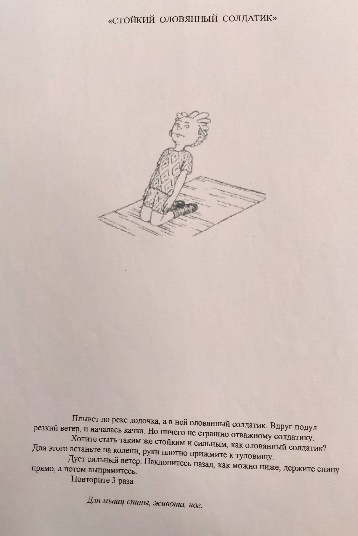 «СТОЙКИЙ ОЛОВЯННЫЙ СОЛДАТИК»
Плывет по реке лодочка, а в ней оловянный солдатик. Вдруг подул
резкий ветер, и началась качка. Но ничего не страшно отважному солдатику.
Хотите стать таким же стойким и сильным, как оловянный солдатик?
Для этого встаньте на колени, руки плотно прижмите к туловищу.
Дует сильный ветер. Наклонитесь назад, как можно ниже, держите спину
прямо, а потом выпрямитесь.
Повторите 3 раза
Для мышц спины, живота, ног.